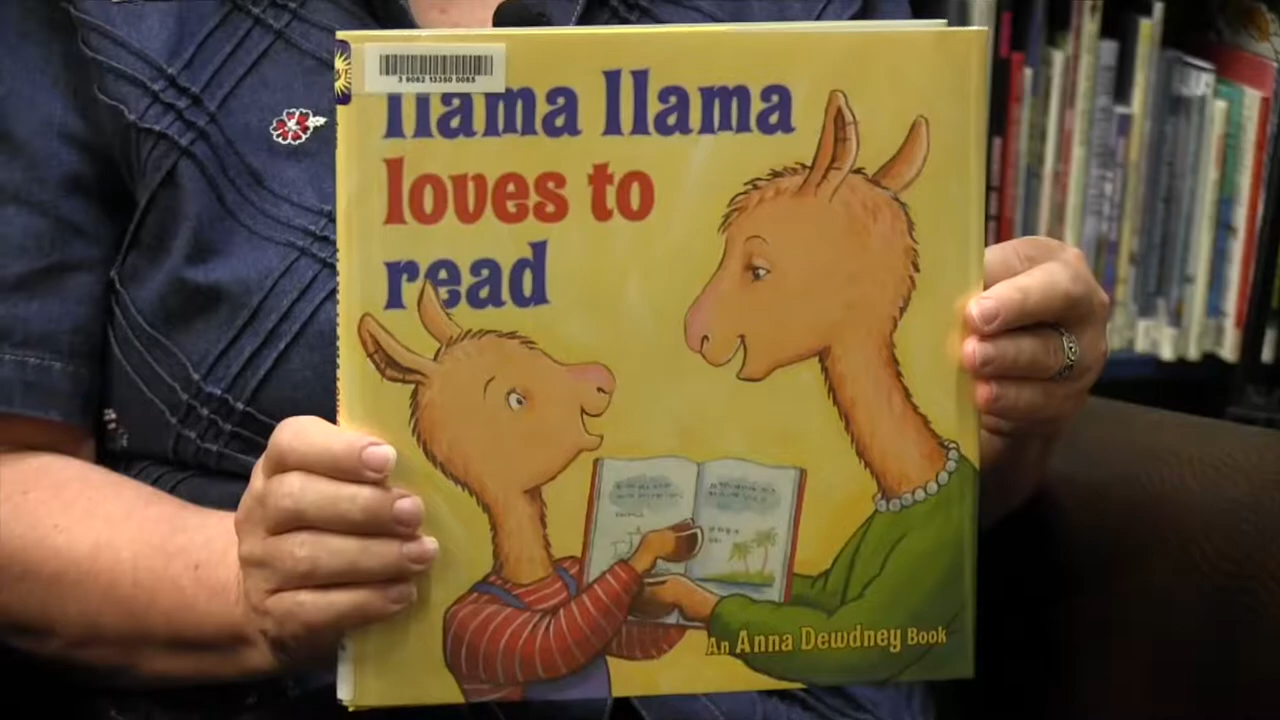 3 9082 13350 0085
llama llama
loves to
read
An Anna Dewdney Book